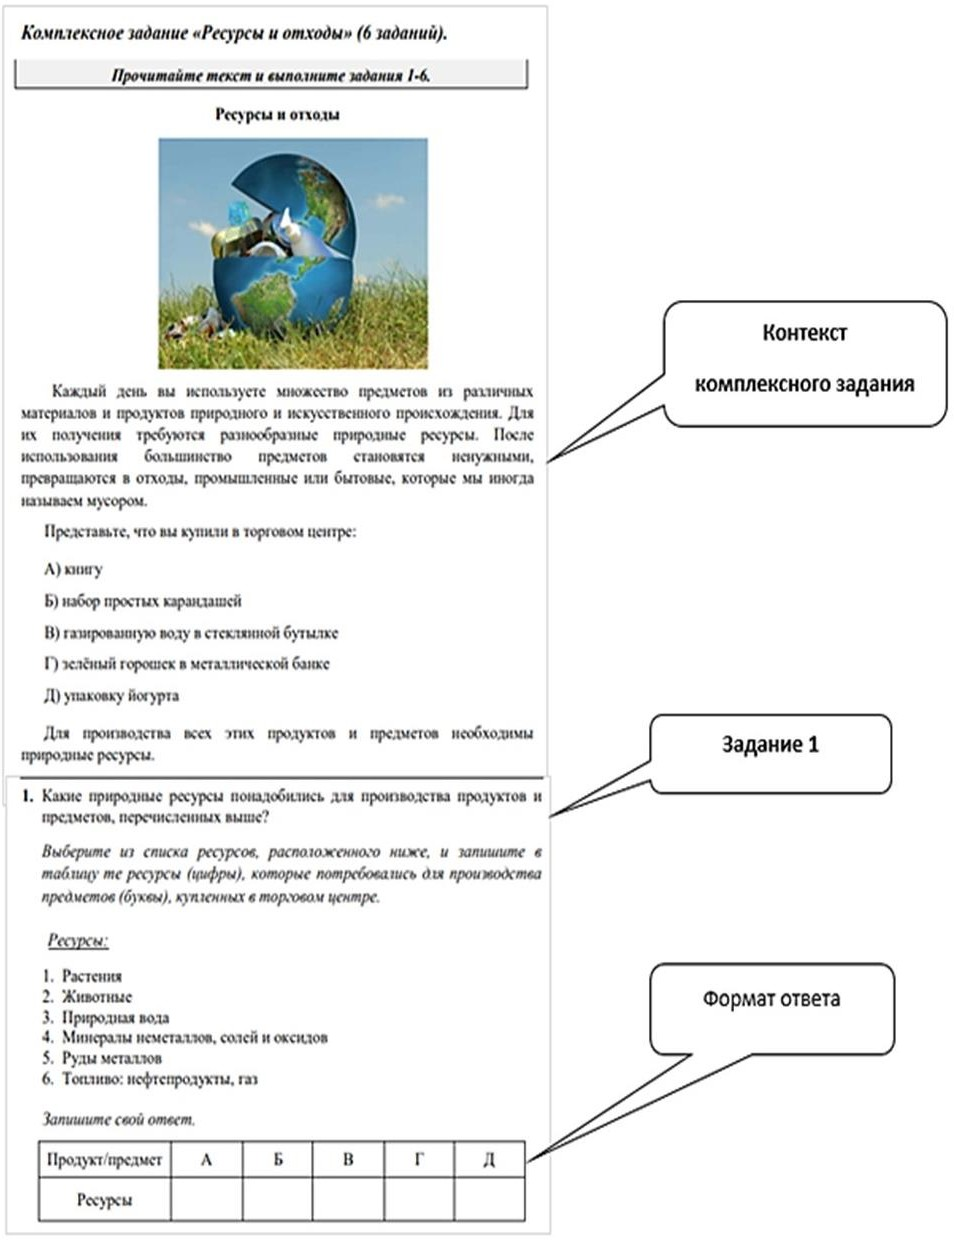 Комплексное задание «Ресурсы и отходы» (6 заданий).
Прочитайте текст и выполните задания 1-6.
Ресурсы и отходы
Каждый день вы используете множество предметов из различных
материалов и продуктов природного и искусственного происхождения. Для
их получения требуются разнообразные природные ресурсы. После
использования большинство предметов становятся ненужными,
превращаются в отходы, промышленные или бытовые, которые мы иногда
называем мусором.
Представьте, что вы купили в торговом центре:
А) книгу
Б) набор простых карандашей
В) газированную воду в стеклянной бутылке
Г) зелёный горошек в металлической банке
Д) упаковку йогурта
Для производства всех этих продуктов и предметов необходимы
природные ресурсы.
Контекст
комплексного задания
1. Какие природные ресурсы понадобились для производства продуктов и
предметов, перечисленных выше?
Задание 1
Выберите из списка ресурсов, расположенного ниже, и запишите в
таблицу те ресурсы (цифры), которые потребовались для производства
предметов (буквы), купленных в торговом центре.
Ресурсы:
1. Растения
2. Животные
3. Природная вода
4. Минералы неметаллов, солей и оксидов
5. Руды металлов
6. Топливо: нефтепродукты, газ
Формат ответа
Запишите свой ответ.
Продукт/предмет А Б В Г Д
Ресурсы